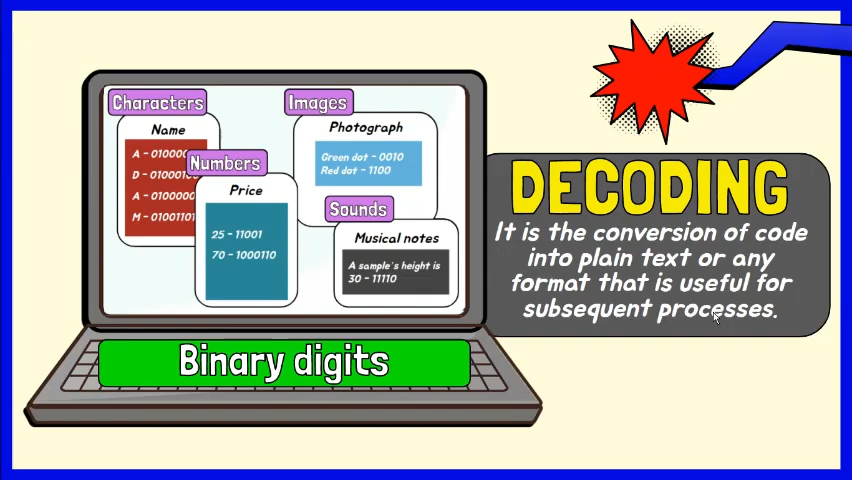 Characters
Name
A - 010000
D - 0100010
A - 0100000
M - 01001101
Numbers
Price
25 - 11001
70 - 1000110
Images
Photograph
Green dot - 0010
Red dot - 1100
Sounds
Musical notes
A sample's height is
30 - 11110
Binary digits
DECODING
It is the conversion of code
into plain text or any
format that is useful for
subsequent processes.